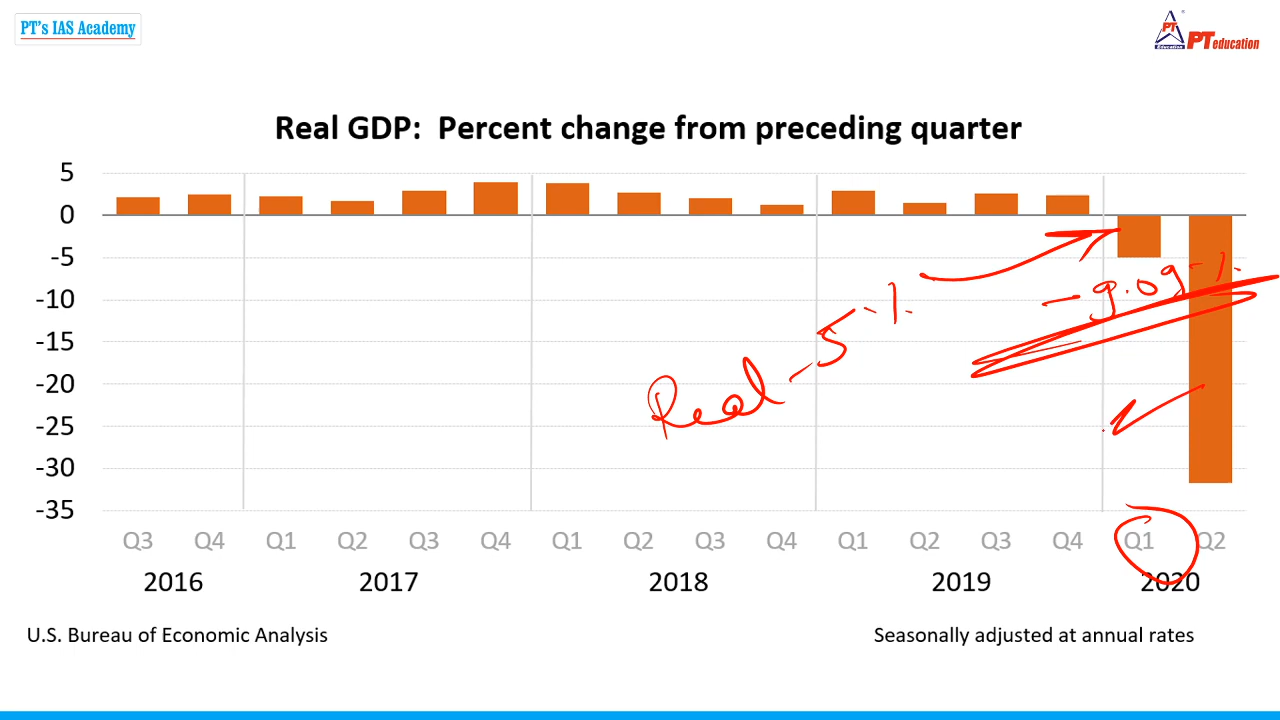 PT's IAS Academy
PT
Education
PT education
Real GDP: Percent change from preceding quarter
5
0
-5
-10
-15
-20
-25
-30
-35
Real -5%
-9.09%
Q3 Q4 Q1 Q2 Q3 Q4 Q1 Q2 Q3 Q4 Q1 Q2 Q3 Q4 Q1 Q2
2016 2017 2018 2019 2020
U.S. Bureau of Economic Analysis
Seasonally adjusted at annual rates